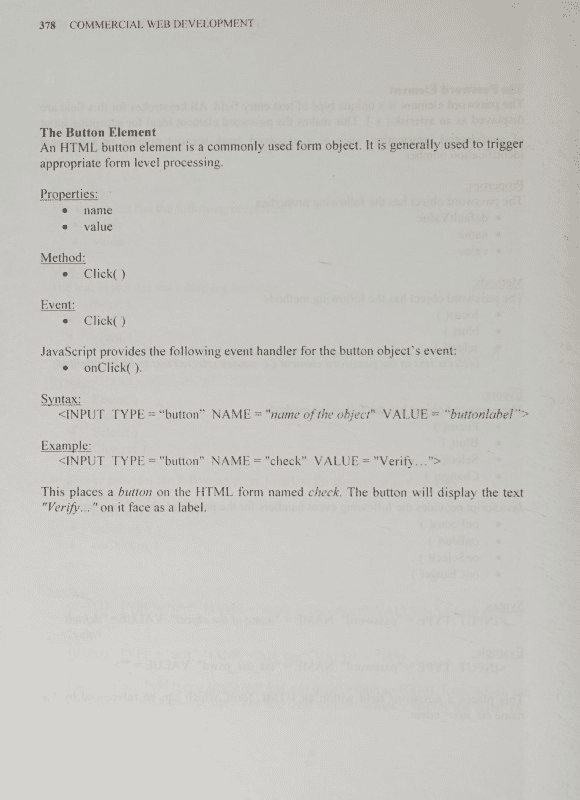 378 COMMERCIAL WEB DEVELOPMENT
The Button Element
An HTML button element is a commonly used form object. It is generally used to trigger
appropriate form level processing.
Properties:
• name
• value
Method:
• Click( )
Event:
• Click( )
JavaScript provides the following event handler for the button object's event:
• onClick( ).
Syntax:
<INPUT TYPE = “button” NAME = "name of the object" VALUE = “buttonlabel”>
Example:
<INPUT TYPE = "button" NAME = "check" VALUE = "Verify...">
This places a button on the HTML form named check. The button will display the text
"Verify... " on it face as a label.